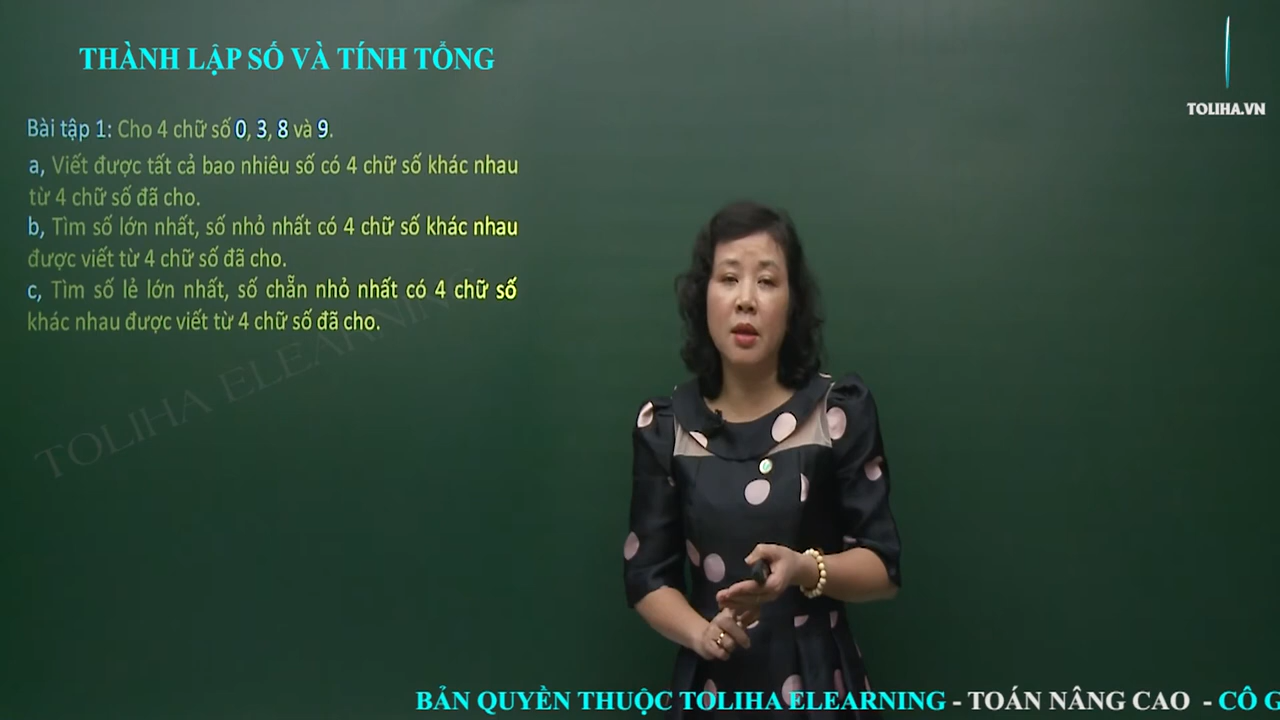 THÀNH LẬP SỐ VÀ TÍNH TỔNG
TOLIHA.VN
Bài tập 1: Cho 4 chữ số 0, 3, 8 và 9.
a, Viết được tất cả bao nhiêu số có 4 chữ số khác nhau
từ 4 chữ số đã cho.
b, Tìm số lớn nhất, số nhỏ nhất có 4 chữ số khác nhau
được viết từ 4 chữ số đã cho.
c, Tìm số lẻ lớn nhất, số chẵn nhỏ nhất có 4 chữ số
khác nhau được viết từ 4 chữ số đã cho.
TOLIHA ELEARNING
BẢN QUYỀN THUỘC TOLIHA ELEARNING - TOÁN NÂNG CAO - CÔ G